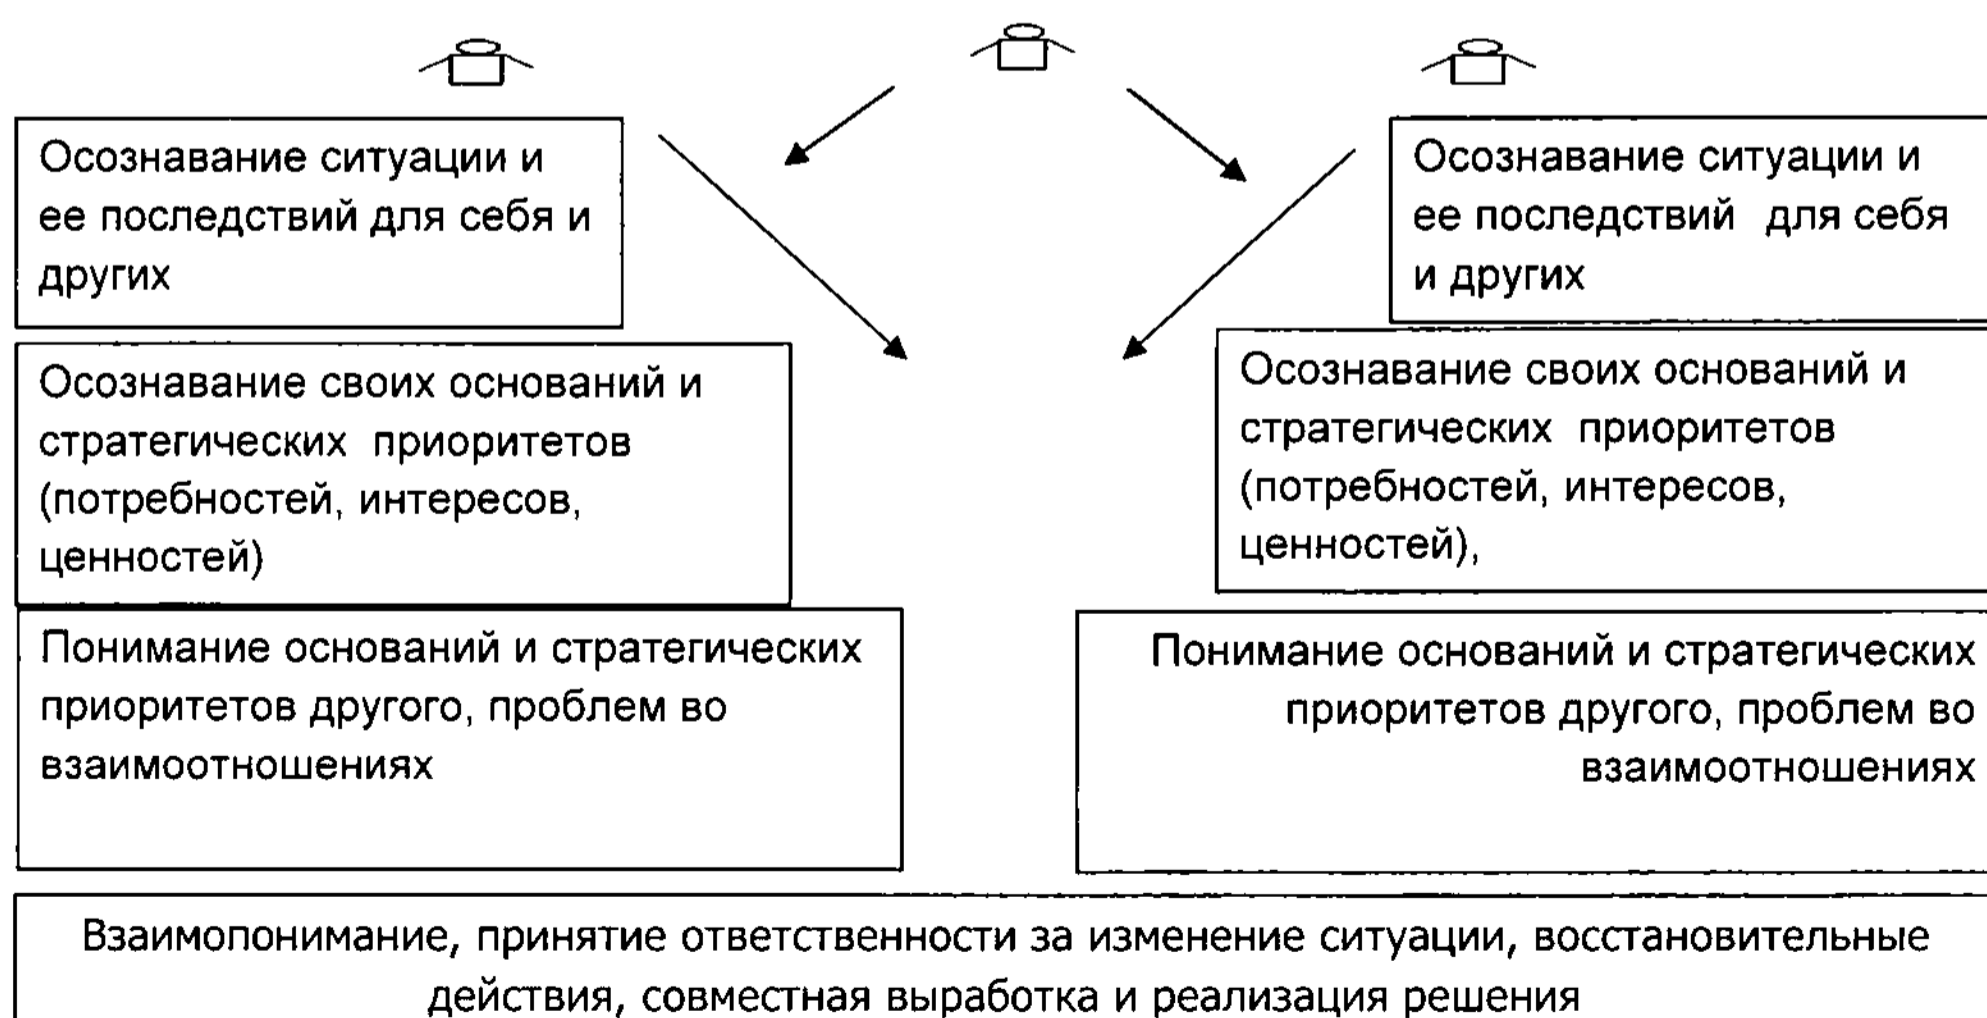 Осознавание ситуации и
ее последствий для себя и
других
Осознавание ситуации и
ее последствий для себя
и других
Осознавание своих оснований и
стратегических приоритетов
(потребностей, интересов,
ценностей)
Осознавание своих оснований и
стратегических приоритетов
(потребностей, интересов,
ценностей),
Понимание оснований и стратегических
приоритетов другого, проблем во
взаимоотношениях
Понимание оснований и стратегических
приоритетов другого, проблем во
взаимоотношениях
Взаимопонимание, принятие ответственности за изменение ситуации, восстановительные
действия, совместная выработка и реализация решения